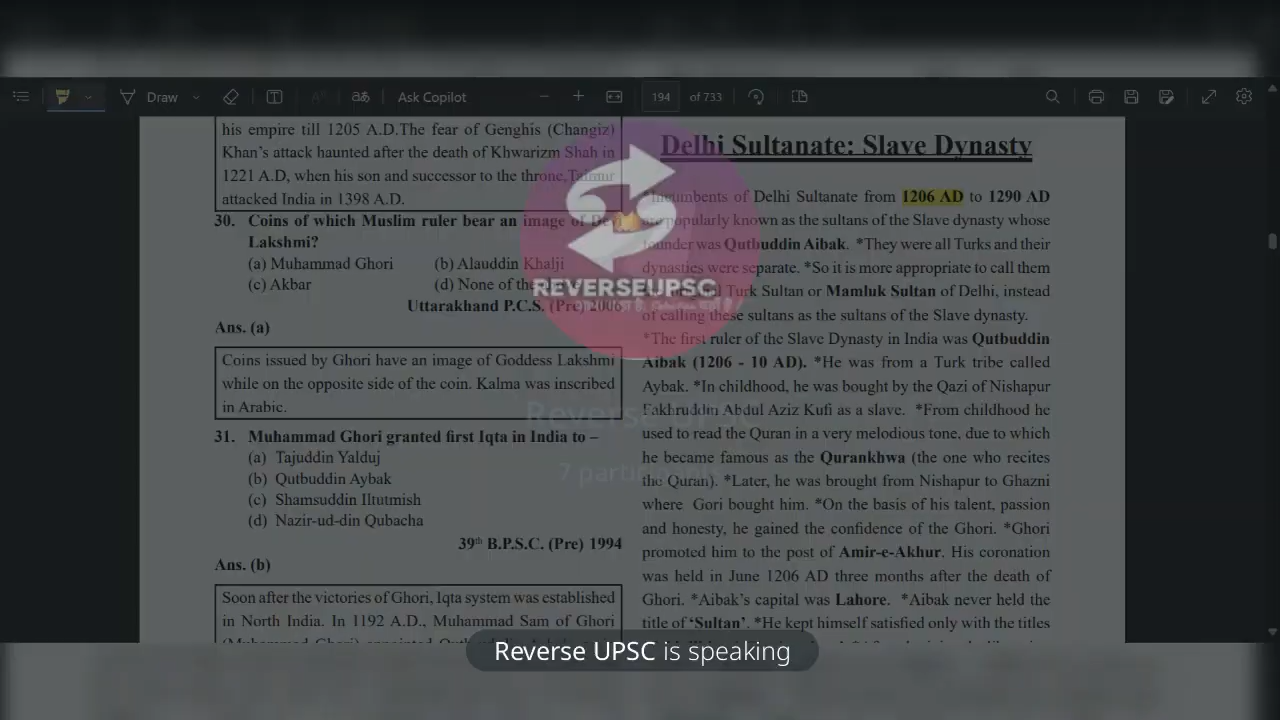 Draw
Ask Copilot
194 of 733
his empire till 1205 A.D.The fear of Genghis (Changiz)
Khan's attack haunted after the death of Khwarizm Shah in
1221 A.D, when his son and successor to the throne,Taimur
attacked India in 1398 A.D.
30. Coins of which Muslim ruler bear an image of Devi
Lakshmi?
(a) Muhammad Ghori (b) Alauddin Khalji
(c) Akbar (d) None of the
Uttarakhand P.C.S. (Pre) 2006
Ans. (a)
Coins issued by Ghori have an image of Goddess Lakshmi
while on the opposite side of the coin. Kalma was inscribed
in Arabic.
31. Muhammad Ghori granted first Iqta in India to –
(a) Tajuddin Yalduj
(b) Qutbuddin Aybak
(c) Shamsuddin Iltutmish
(d) Nazir-ud-din Qubacha
39th B.P.S.C. (Pre) 1994
Ans. (b)
Soon after the victories of Ghori, Iqta system was established
in North India. In 1192 A.D., Muhammad Sam of Ghori
Delhi Sultanate: Slave Dynasty
*Incumbents of Delhi Sultanate from 1206 AD to 1290 AD
are popularly known as the sultans of the Slave dynasty whose
founder was Qutbuddin Aibak. *They were all Turks and their
dynasties were separate. *So it is more appropriate to call them
Turk Sultan or Mamluk Sultan of Delhi, instead
of calling these sultans as the sultans of the Slave dynasty.
*The first ruler of the Slave Dynasty in India was Qutbuddin
Aibak (1206 - 10 AD). *He was from a Turk tribe called
Aybak. *In childhood, he was bought by the Qazi of Nishapur
Fakhruddin Abdul Aziz Kufi as a slave. *From childhood he
used to read the Quran in a very melodious tone, due to which
he became famous as the Qurankhwa (the one who recites
the Quran). *Later, he was brought from Nishapur to Ghazni
where Gori bought him. *On the basis of his talent, passion
and honesty, he gained the confidence of the Ghori. *Ghori
promoted him to the post of Amir-e-Akhur. His coronation
was held in June 1206 AD three months after the death of
Ghori. *Aibak's capital was Lahore. *Aibak never held the
title of 'Sultan'. *He kept himself satisfied only with the titles
REVERSEUPSC
Reverse UPSC
7 participants
Reverse UPSC is speaking